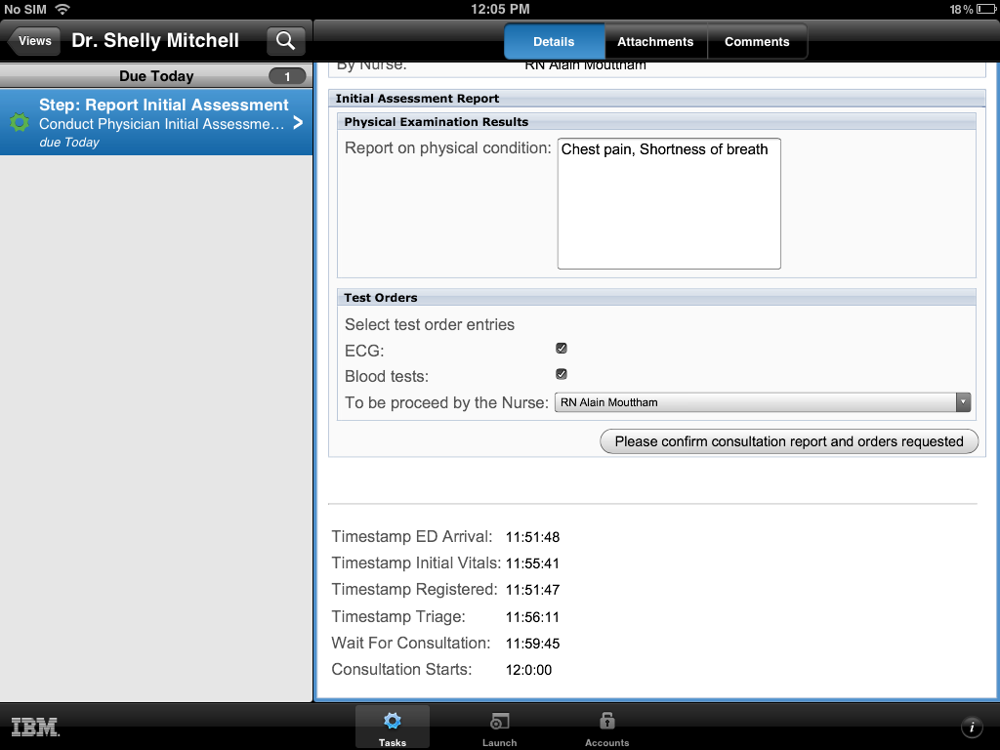 No SIM 12:05 PM 18%
Views Dr. Shelly Mitchell Details Attachments Comments
Due Today 1
Step: Report Initial Assessment
Conduct Physician Initial Assessme...
due Today
By Nurse: RN Alain Mouttham
Initial Assessment Report
Physical Examination Results
Report on physical condition: Chest pain, Shortness of breath
Test Orders
Select test order entries
ECG:
Blood tests:
To be proceed by the Nurse: RN Alain Mouttham
Please confirm consultation report and orders requested
Timestamp ED Arrival: 11:51:48
Timestamp Initial Vitals: 11:55:41
Timestamp Registered: 11:51:47
Timestamp Triage: 11:56:11
Wait For Consultation: 11:59:45
Consultation Starts: 12:0:00
IBM. Tasks Launch Accounts i